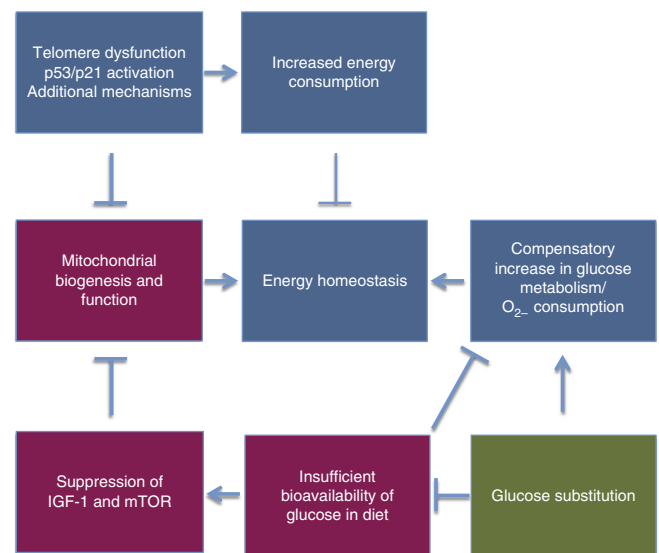 Telomere dysfunction
p53/p21 activation
Additional mechanisms
Increased energy
consumption
Mitochondrial
biogenesis and
function
Energy homeostasis
Compensatory
increase in glucose
metabolism/
O₂₋ consumption
Suppression of
IGF-1 and mTOR
Insufficient
bioavailability of
glucose in diet
Glucose substitution